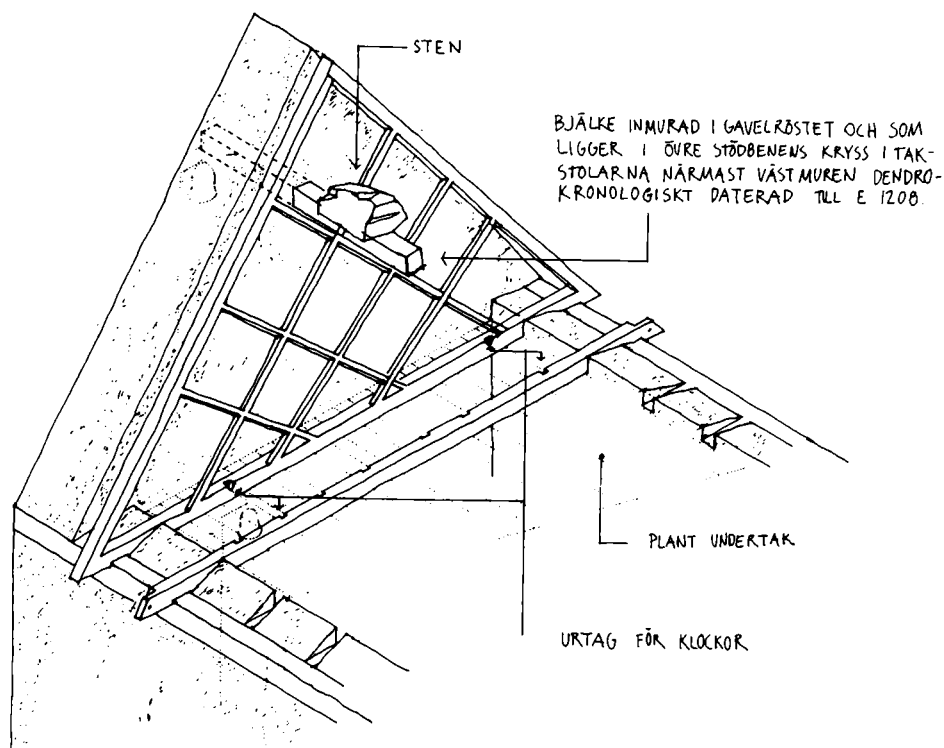 STEN
BJÄLKE INMURAD I GAVELRÖSTET OCH SOM
LIGGER I ÖVRE STÖDBENENS KRYSS I TAK-
STOLARNA NÄRMAST VÄSTMUREN DENDRO-
KRONOLOGISKT DATERAD TILL E 1208.
PLANT UNDERTAK
URTAG FÖR KLOCKOR